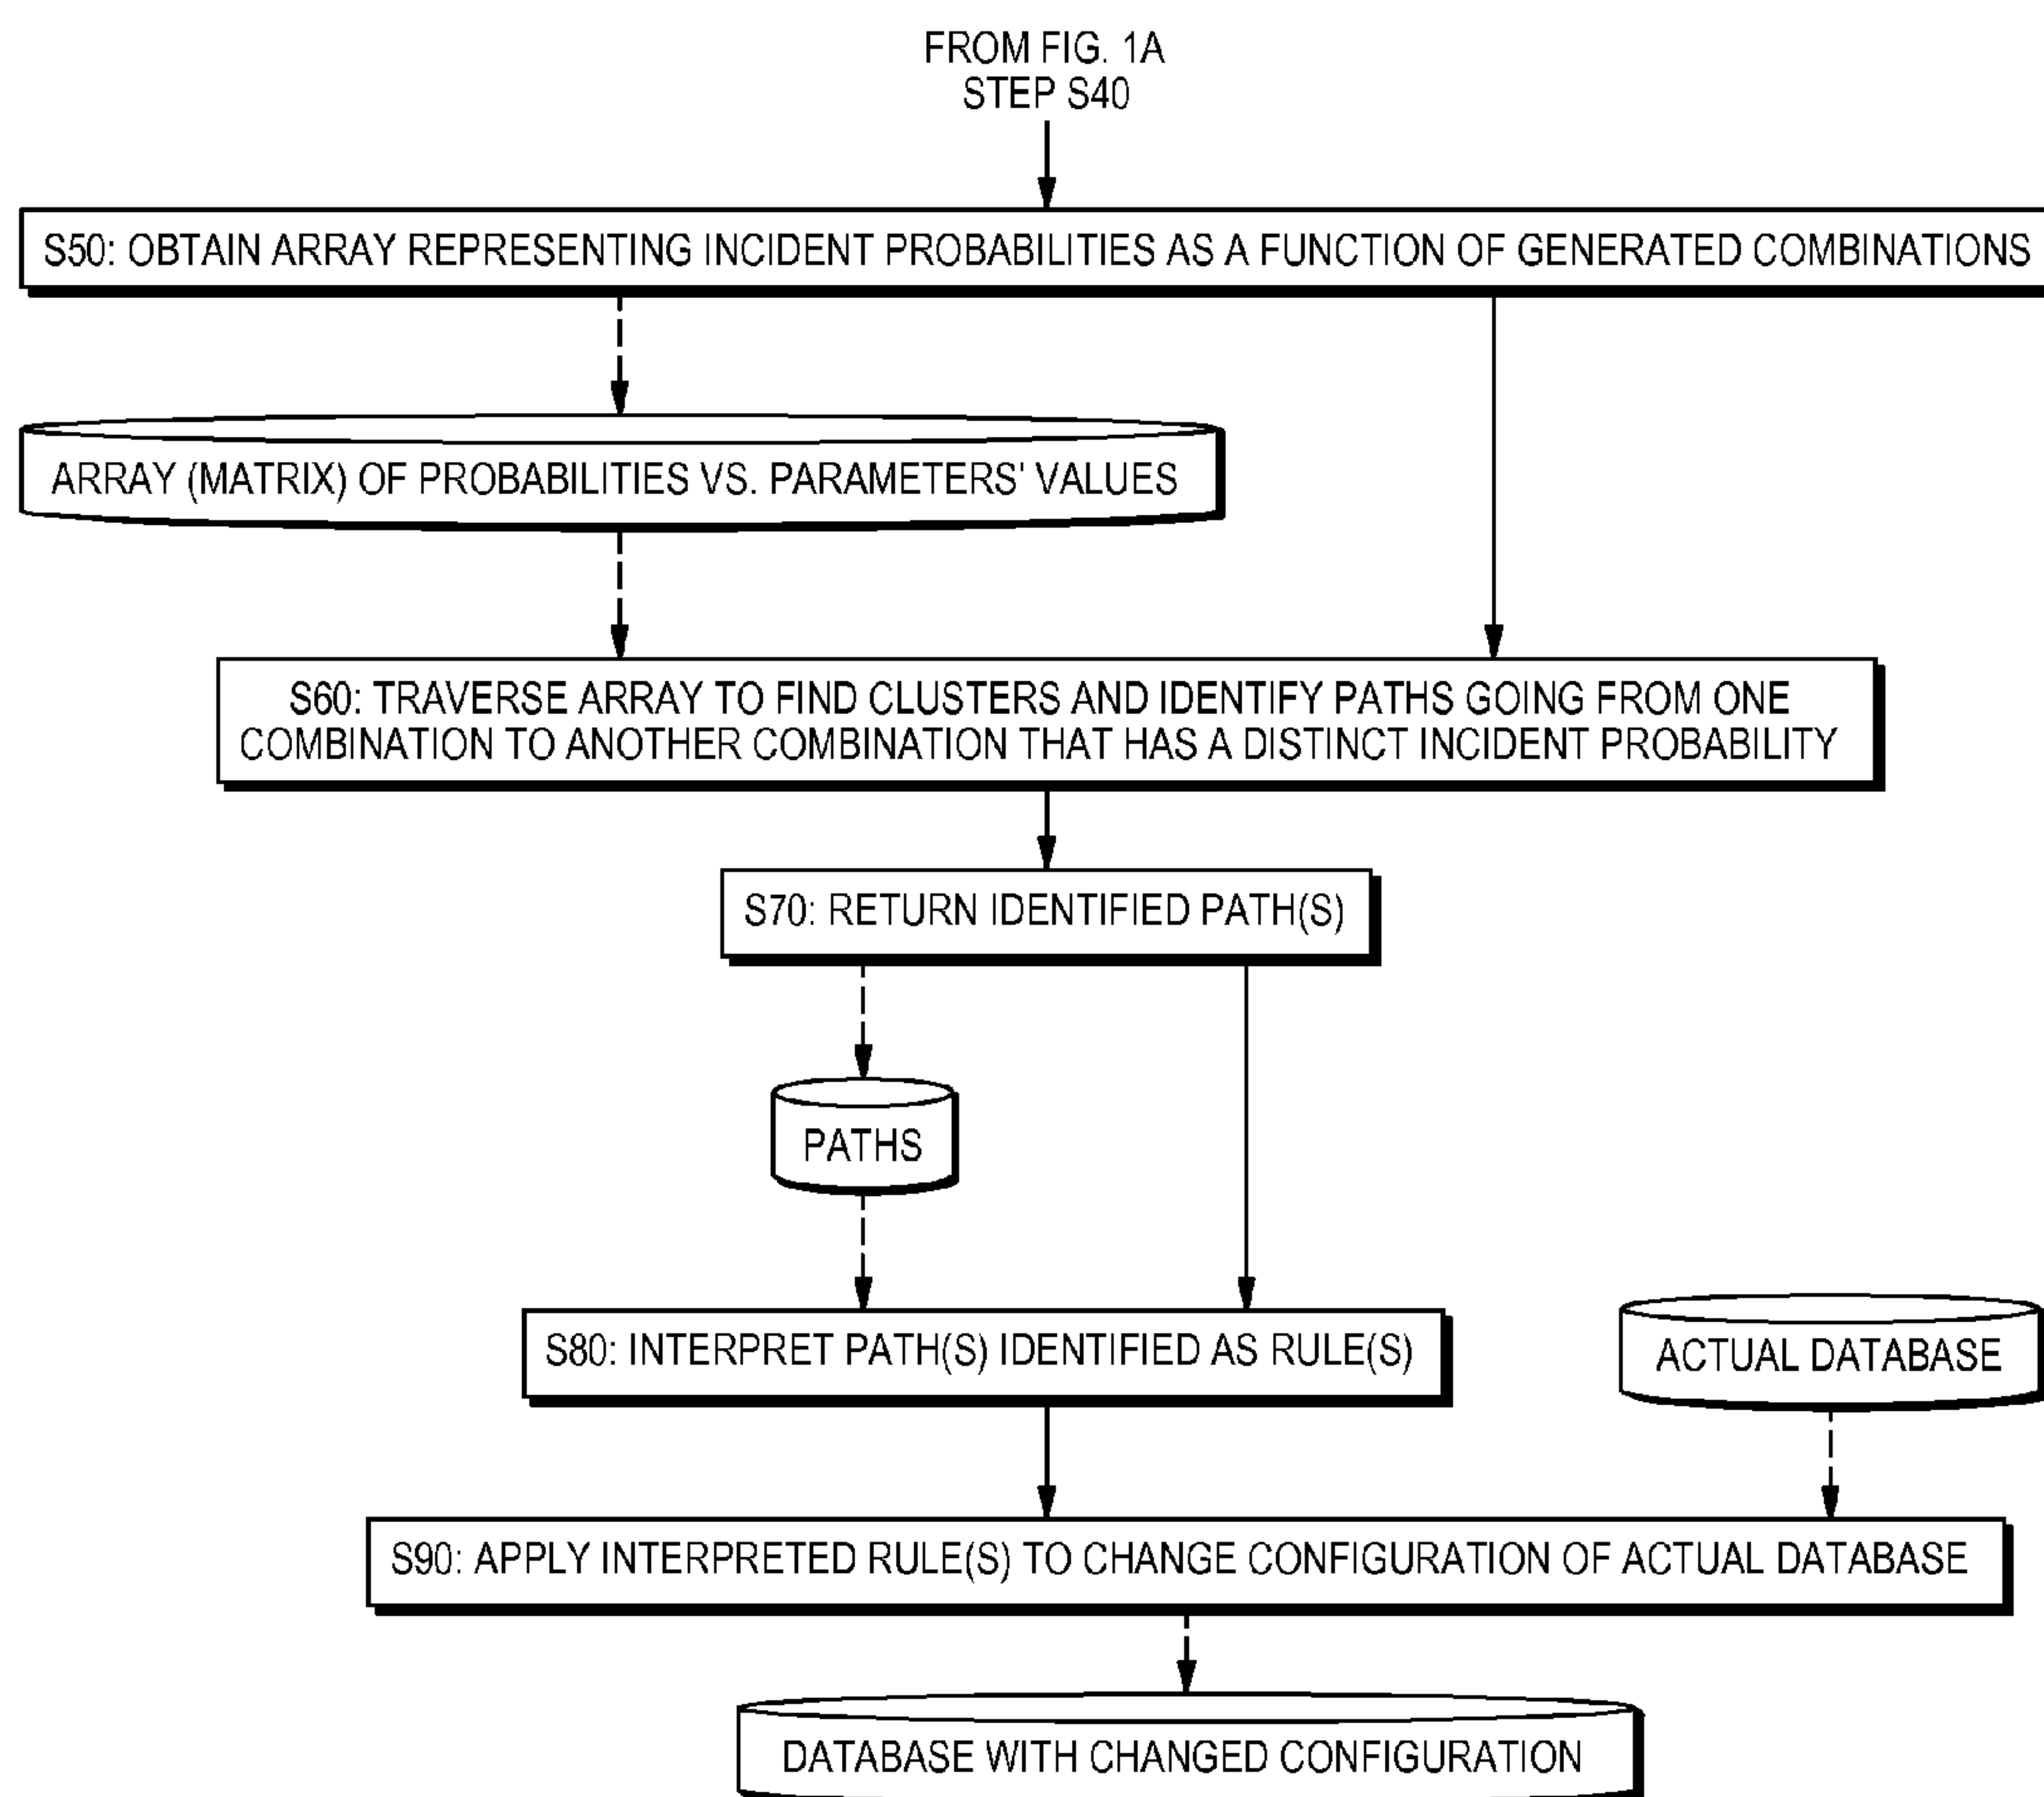 FROM FIG. 1A
STEP S40
S50: OBTAIN ARRAY REPRESENTING INCIDENT PROBABILITIES AS A FUNCTION OF GENERATED COMBINATIONS
ARRAY (MATRIX) OF PROBABILITIES VS. PARAMETERS' VALUES
S60: TRAVERSE ARRAY TO FIND CLUSTERS AND IDENTIFY PATHS GOING FROM ONE
COMBINATION TO ANOTHER COMBINATION THAT HAS A DISTINCT INCIDENT PROBABILITY
S70: RETURN IDENTIFIED PATH(S)
PATHS
S80: INTERPRET PATH(S) IDENTIFIED AS RULE(S)
ACTUAL DATABASE
S90: APPLY INTERPRETED RULE(S) TO CHANGE CONFIGURATION OF ACTUAL DATABASE
DATABASE WITH CHANGED CONFIGURATION